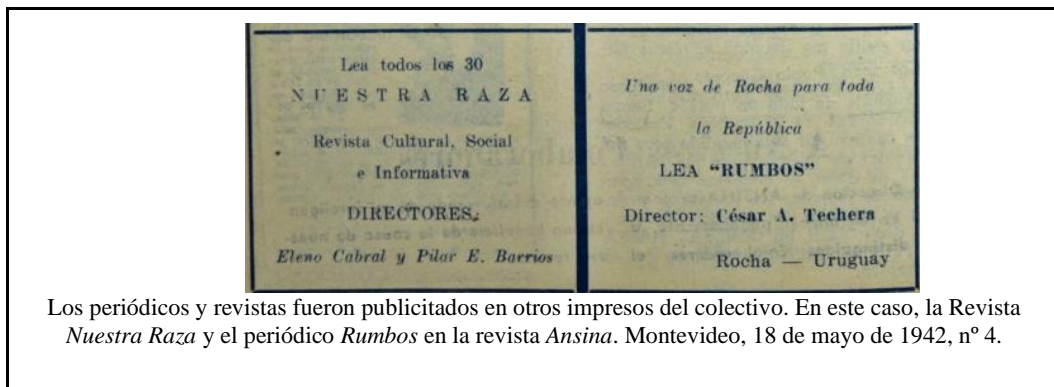 Lea todos los 30
NUESTRA RAZA
Revista Cultural, Social
e Informativa
DIRECTORES.
Eleno Cabral y Pilar E. Barrios
Una voz de Rocha para toda
la República
LEA “RUMBOS”
Director: César A. Techera
Rocha — Uruguay
Los periódicos y revistas fueron publicitados en otros impresos del colectivo. En este caso, la Revista
Nuestra Raza y el periódico Rumbos en la revista Ansina. Montevideo, 18 de mayo de 1942, nº 4.